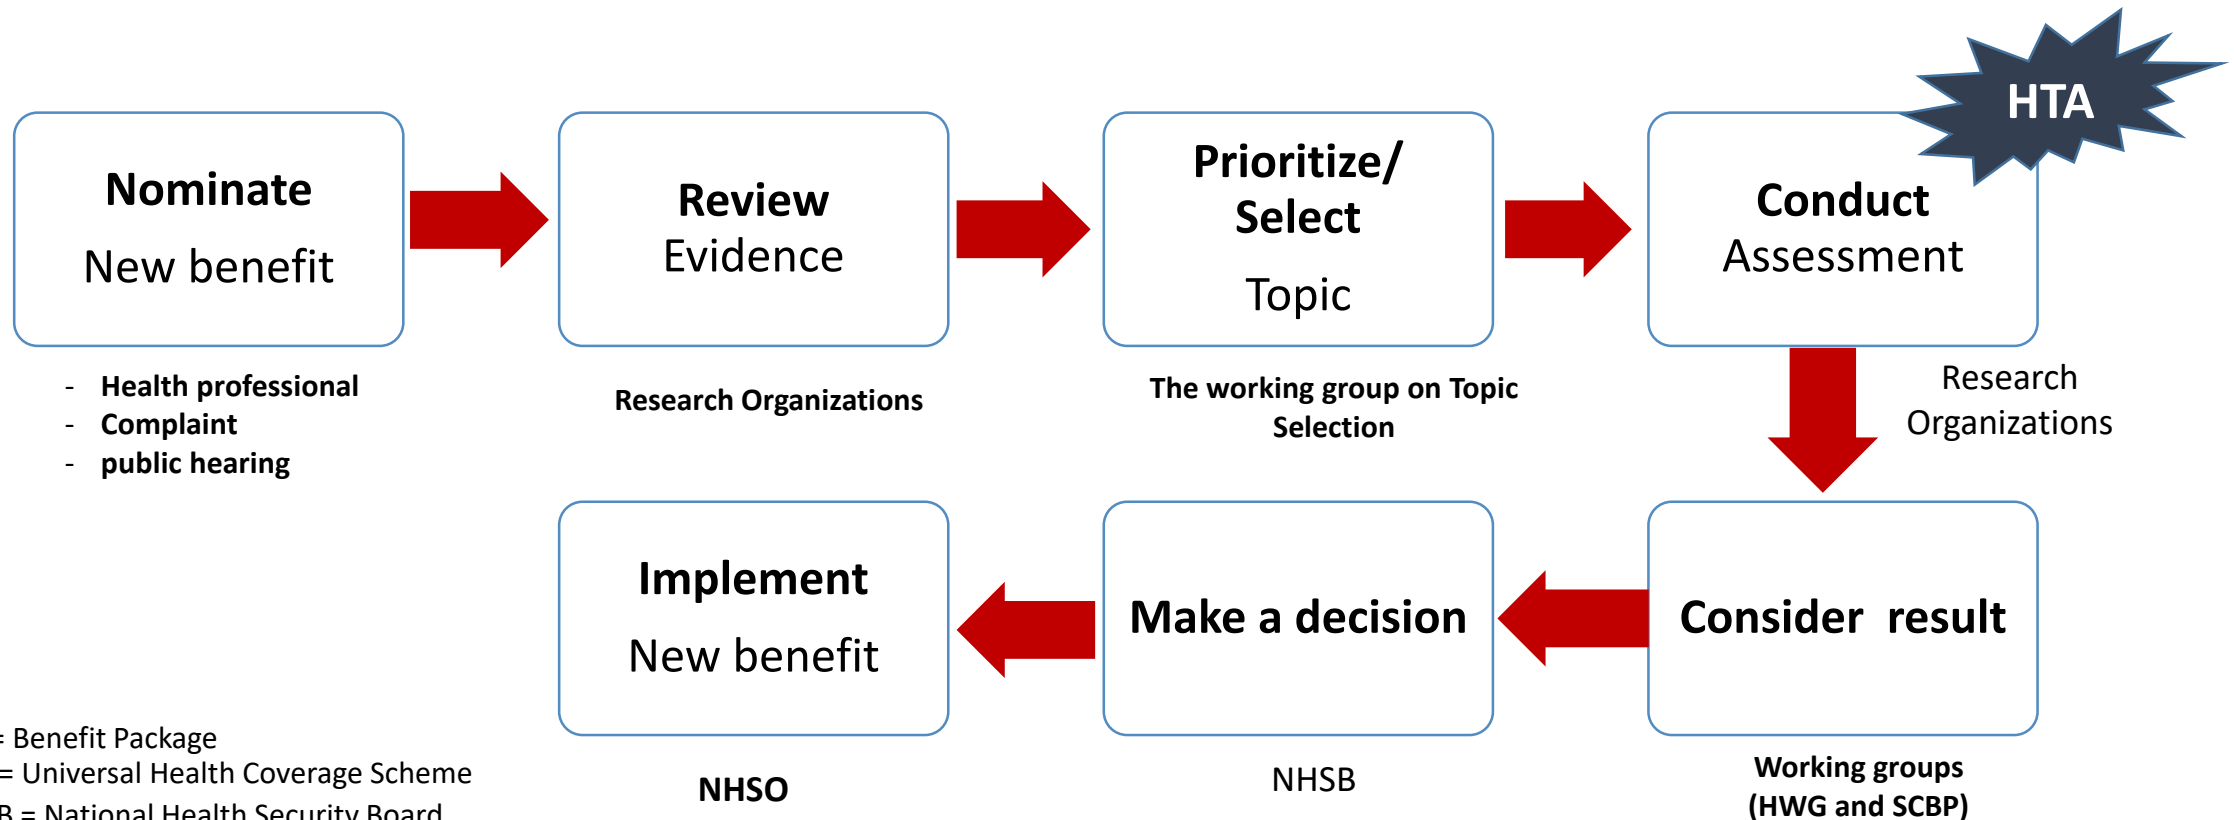 HTA
Nominate
New benefit
Review
Evidence
Prioritize/
Select
Topic
Conduct
Assessment
- Health professional
- Complaint
- public hearing
Research Organizations
The working group on Topic
Selection
Research
Organizations
Implement
New benefit
Make a decision
Consider result
= Benefit Package
= Universal Health Coverage Scheme
B = National Health Security Board
NHSO
NHSB
Working groups
(HWG and SCBP)